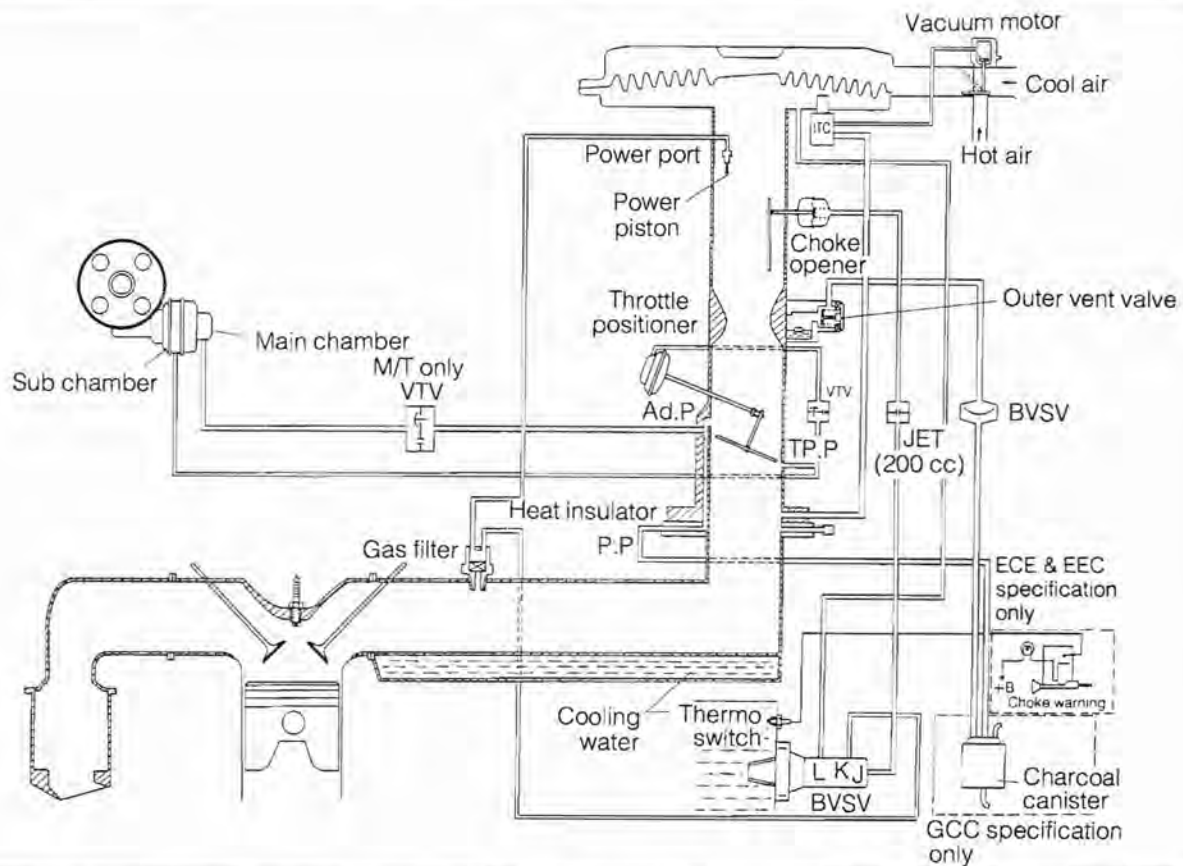 Vacuum motor
Cool air
ITC
Hot air
Power port
Power
piston
Choke
opener
Throttle
positioner
Outer vent valve
Main chamber
Sub chamber
M/T only
VTV
Ad.P
VTV
TP.P
JET
(200 cc)
BVSV
Heat insulator
P.P
Gas filter
ECE & EEC
specification
only
+B
Choke warning
Cooling
water
Thermo
switch
L K J
BVSV
Charcoal
canister
GCC specification
only